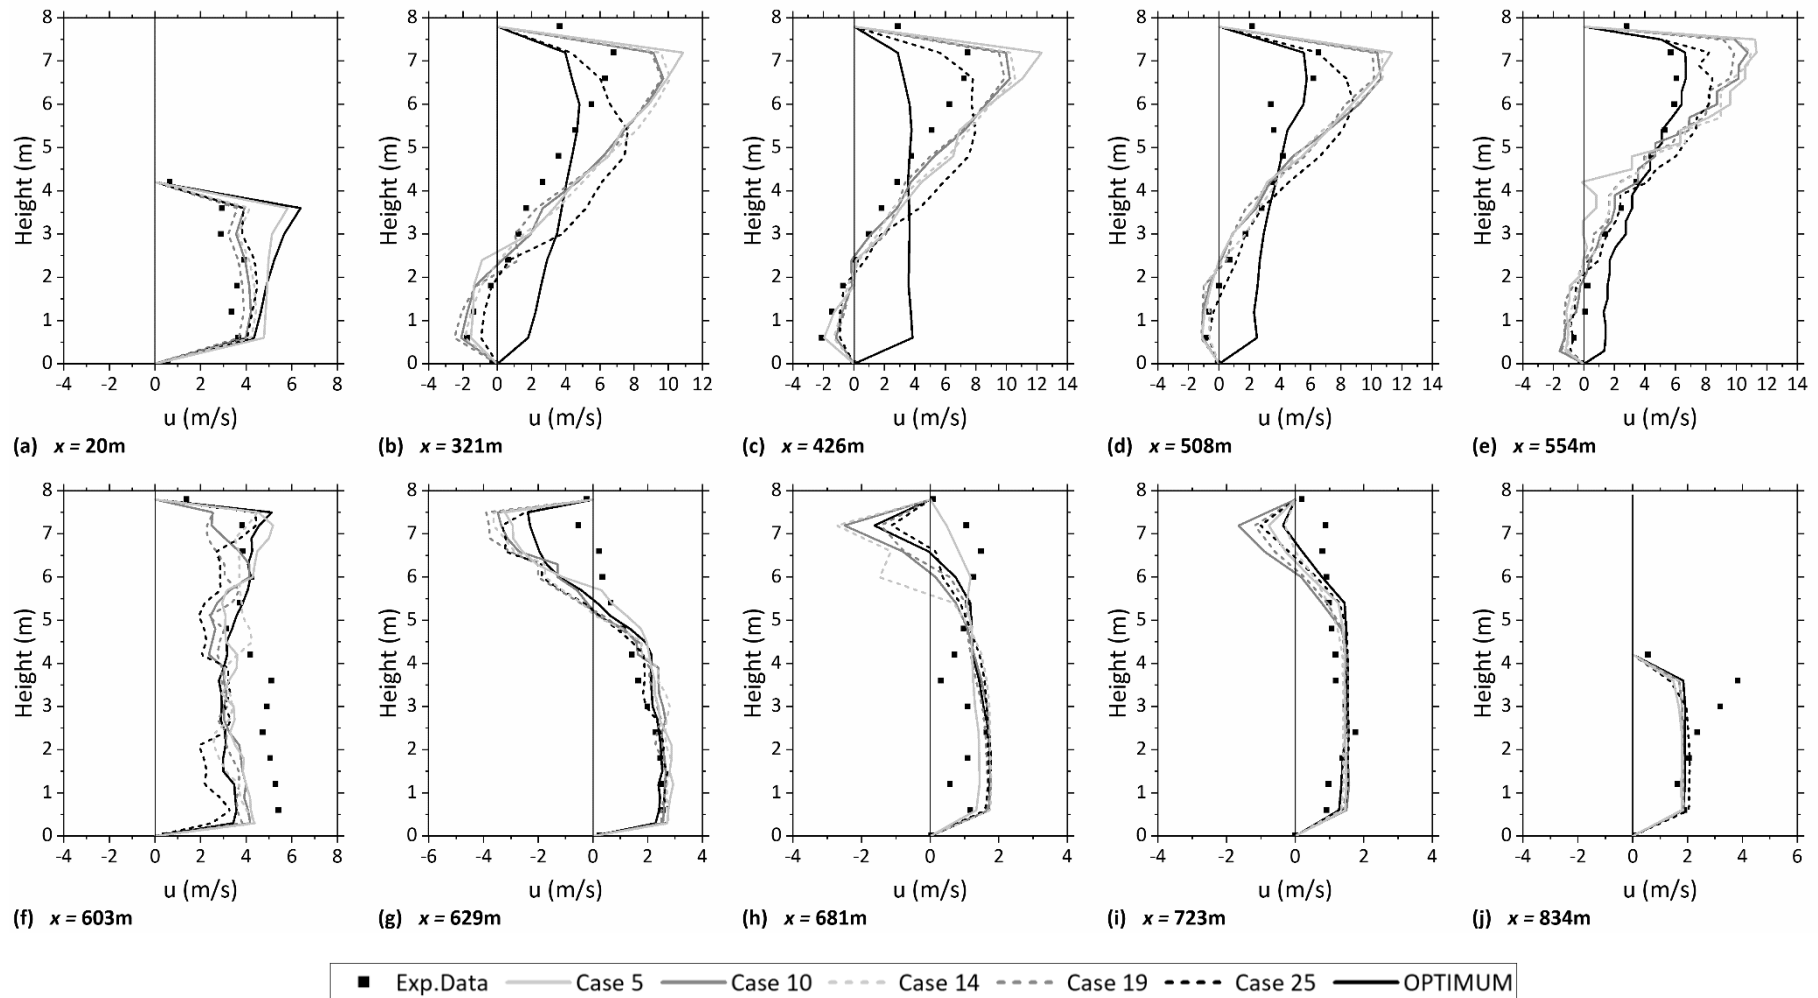 8 8 8 8 8
7 7 7 7 7
6 6 6 6 6
5 5 5 5 5
4 4 4 4 4
3 3 3 3 3
2 2 2 2 2
1 1 1 1 1
0 0 0 0 0
Height (m) Height (m) Height (m) Height (m) Height (m)
-4 -2 0 2 4 6 8 -4 -2 0 2 4 6 8 10 12 -4 -2 0 2 4 6 8 10 12 14 -4 -2 0 2 4 6 8 10 12 14 -4 -2 0 2 4 6 8 10 12 14
u (m/s) u (m/s) u (m/s) u (m/s) u (m/s)
(a) x = 20m (b) x = 321m (c) x = 426m (d) x = 508m (e) x = 554m
8 8 8 8 8
7 7 7 7 7
6 6 6 6 6
5 5 5 5 5
4 4 4 4 4
3 3 3 3 3
2 2 2 2 2
1 1 1 1 1
0 0 0 0 0
Height (m) Height (m) Height (m) Height (m) Height (m)
-4 -2 0 2 4 6 8 -6 -4 -2 0 2 4 -4 -2 0 2 4 -4 -2 0 2 4 -4 -2 0 2 4 6
u (m/s) u (m/s) u (m/s) u (m/s) u (m/s)
(f) x = 603m (g) x = 629m (h) x = 681m (i) x = 723m (j) x = 834m
Exp.Data Case 5 Case 10 Case 14 Case 19 Case 25 OPTIMUM